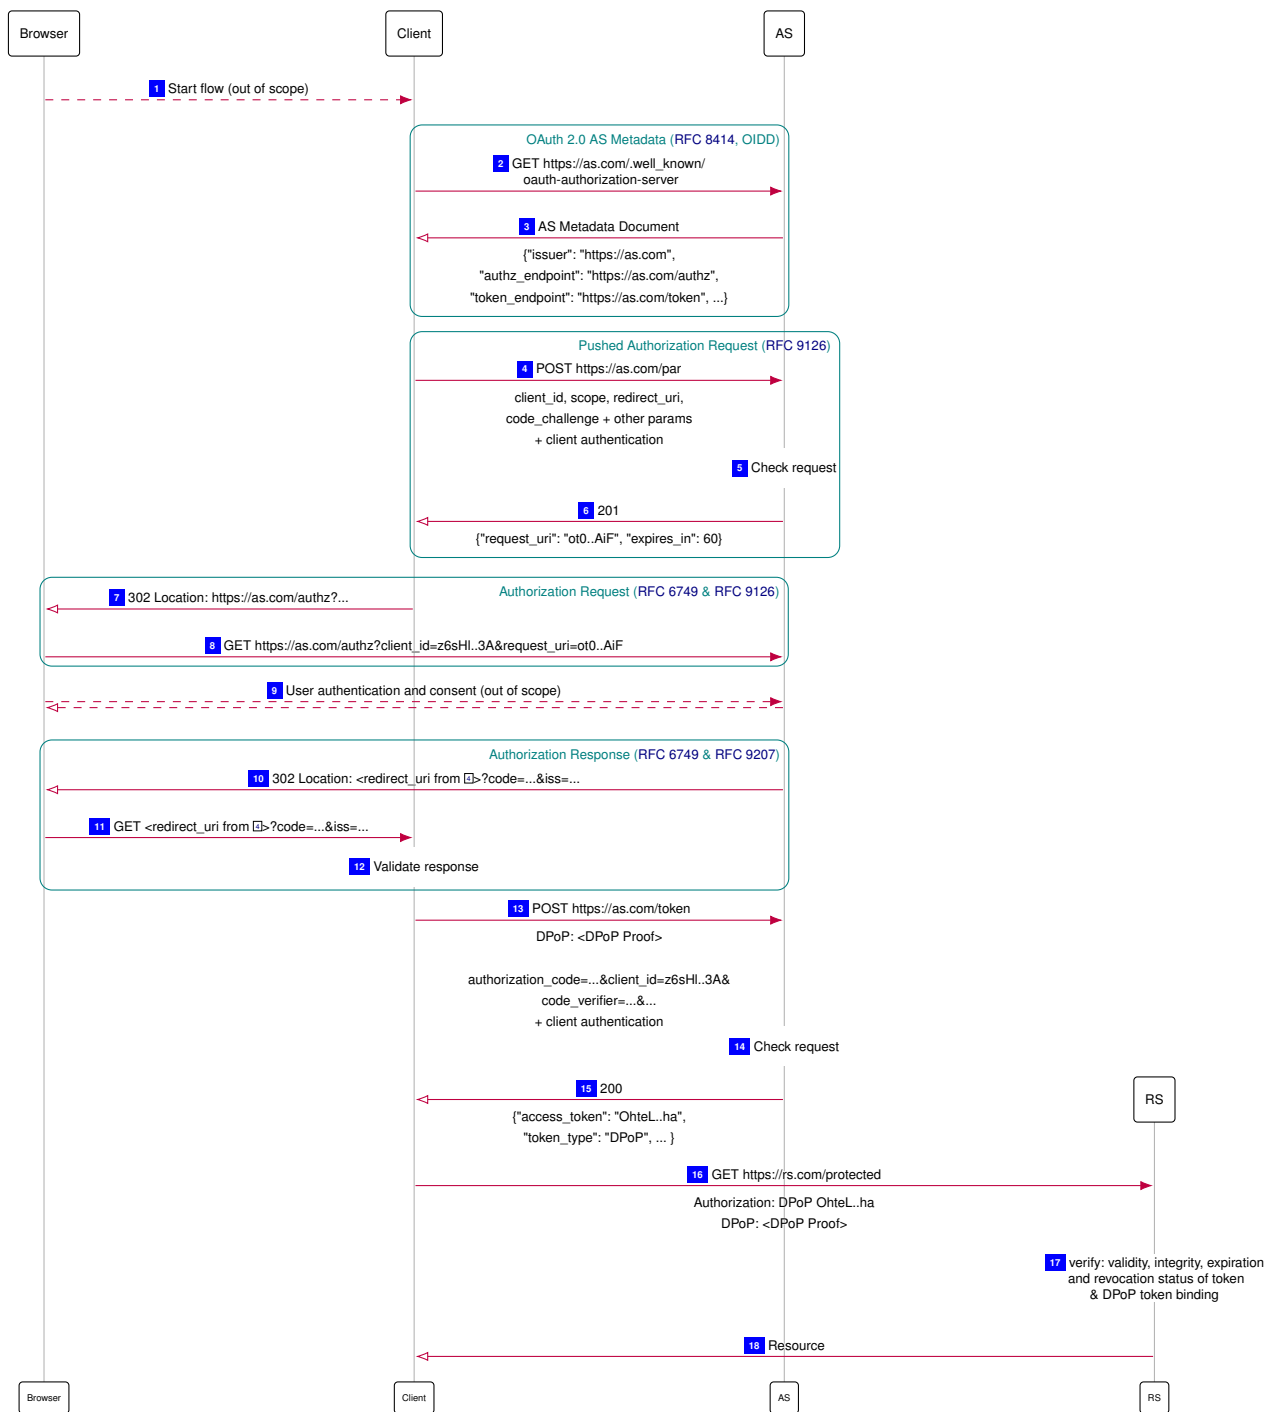 Browser
Client
AS
1 Start flow (out of scope)
OAuth 2.0 AS Metadata (RFC 8414, OIDD)
2 GET https://as.com/.well_known/
oauth-authorization-server
3 AS Metadata Document
{"issuer": "https://as.com",
"authz_endpoint": "https://as.com/authz",
"token_endpoint": "https://as.com/token", ...}
Pushed Authorization Request (RFC 9126)
4 POST https://as.com/par
client_id, scope, redirect_uri,
code_challenge + other params
+ client authentication
5 Check request
6 201
{"request_uri": "ot0..AiF", "expires_in": 60}
Authorization Request (RFC 6749 & RFC 9126)
7 302 Location: https://as.com/authz?...
8 GET https://as.com/authz?client_id=z6sHl..3A&request_uri=ot0..AiF
9 User authentication and consent (out of scope)
Authorization Response (RFC 6749 & RFC 9207)
10 302 Location: <redirect_uri from 4>?code=...&iss=...
11 GET <redirect_uri from 4>?code=...&iss=...
12 Validate response
13 POST https://as.com/token
DPoP: <DPoP Proof>
authorization_code=...&client_id=z6sHl..3A&
code_verifier=...&...
+ client authentication
14 Check request
15 200
RS
{"access_token": "OhteL..ha",
"token_type": "DPoP", ... }
16 GET https://rs.com/protected
Authorization: DPoP OhteL..ha
DPoP: <DPoP Proof>
17 verify: validity, integrity, expiration
and revocation status of token
& DPoP token binding
18 Resource
Browser
Client
AS
RS